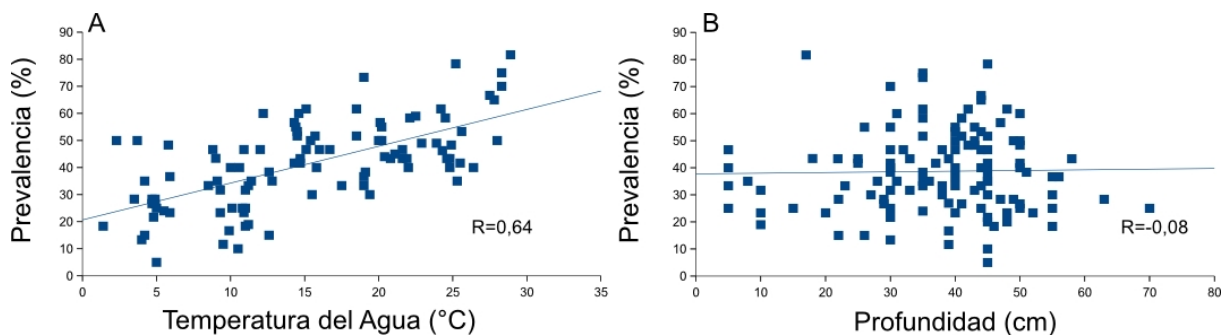 A
Prevalencia (%)
90
80
70
60
50
40
30
20
10
0
0 5 10 15 20 25 30 35
Temperatura del Agua (°C)
R=0,64
B
Prevalencia (%)
90
80
70
60
50
40
30
20
10
0
0 10 20 30 40 50 60 70 80
Profundidad (cm)
R=-0,08